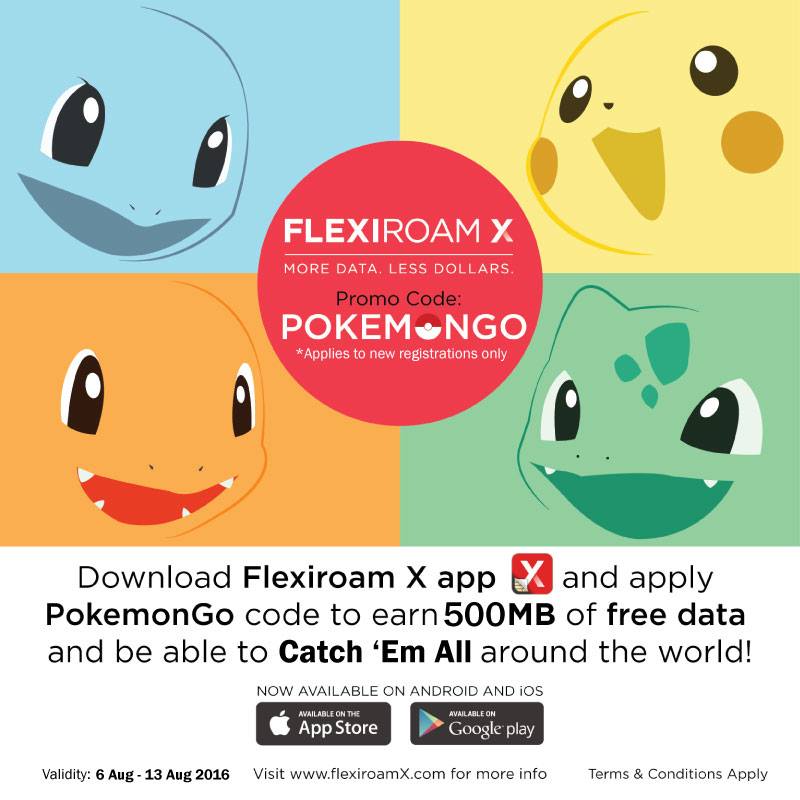 FLEXIROAM X
MORE DATA. LESS DOLLARS.
Promo Code:
POKEMONGO
*Applies to new registrations only
Download Flexiroam X app X and apply
PokemonGo code to earn 500MB of free data
and be able to Catch ‘Em All around the world!
NOW AVAILABLE ON ANDROID AND iOS
AVAILABLE ON THE
App Store
AVAILABLE ON
Google play
Validity: 6 Aug - 13 Aug 2016 Visit www.flexiroamX.com for more info Terms & Conditions Apply